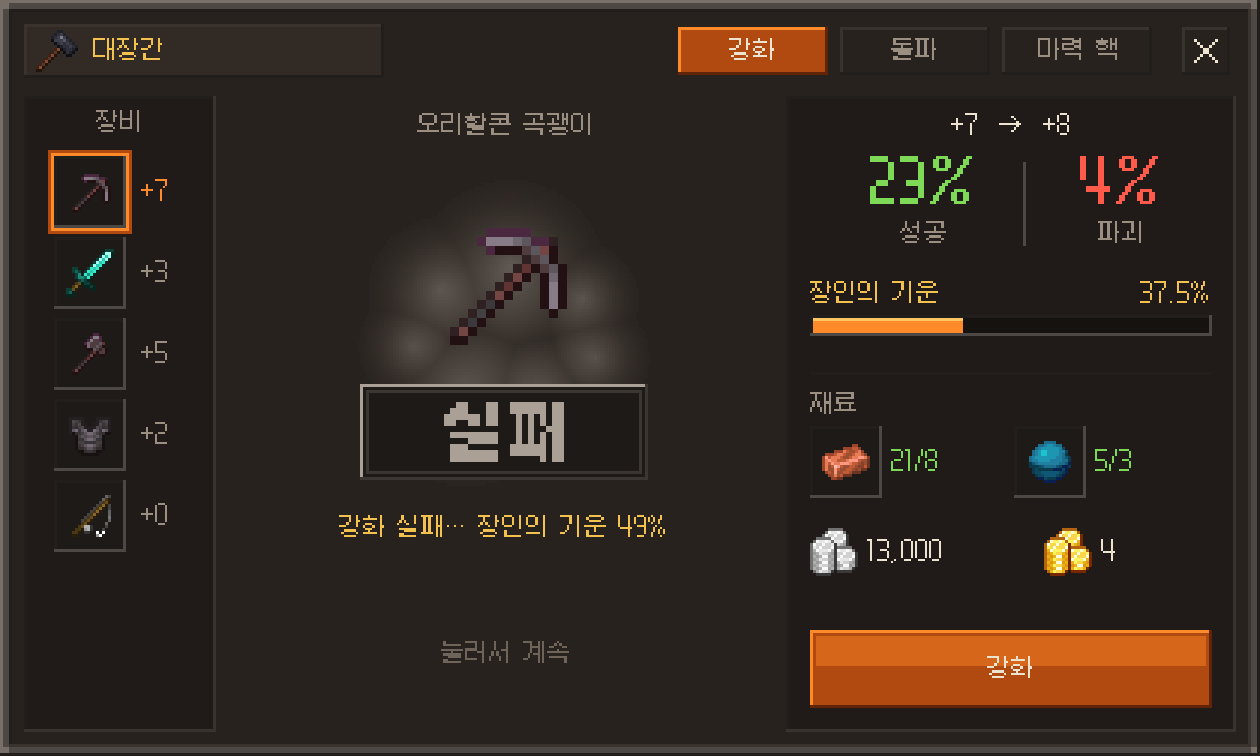 대장간
강화
돌파
마력 핵
장비
+7
+3
+5
+2
+0
오리할콘 곡괭이
실패
강화 실패… 장인의 기운 49%
눌러서 계속
+7 → +8
23%
4%
성공
파괴
장인의 기운 37.5%
재료
21/8
5/3
13,000
4
강화